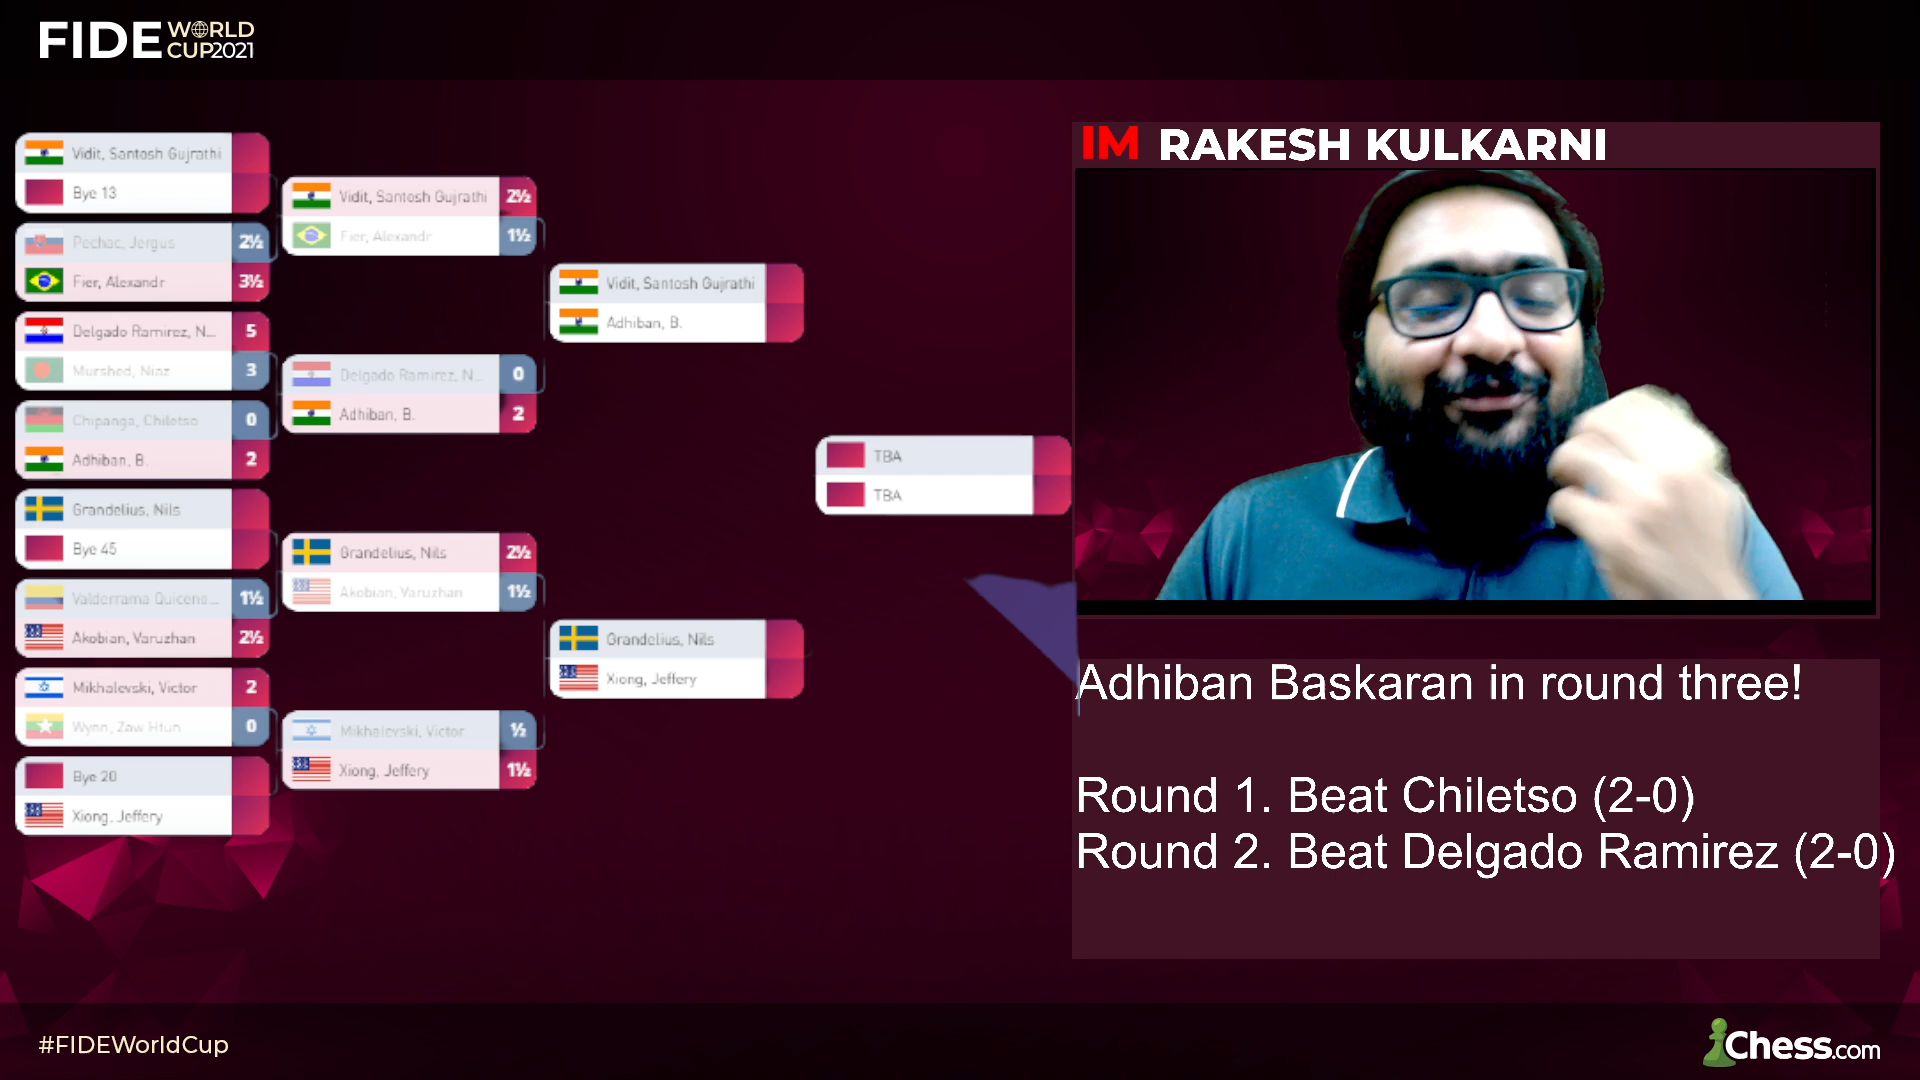 FIDE WORLD CUP2021
Vidit, Santosh Gujrathi
Bye 13
Pechac, Jergus 2½
Fier, Alexandr 3½
Delgado Ramirez, N... 5
Murshed, Niaz 3
Chipanga, Chiletso 0
Adhiban, B. 2
Grandelius, Nils
Bye 45
Valderrama Quiceno... 1½
Akobian, Varuzhan 2½
Mikhalevski, Victor 2
Wynn, Zaw Htun 0
Bye 20
Xiong, Jeffery
Vidit, Santosh Gujrathi 2½
Fier, Alexandr 1½
Delgado Ramirez, N... 0
Adhiban, B. 2
Grandelius, Nils 2½
Akobian, Varuzhan 1½
Mikhalevski, Victor ½
Xiong, Jeffery 1½
Vidit, Santosh Gujrathi
Adhiban, B.
Grandelius, Nils
Xiong, Jeffery
TBA
TBA
IM RAKESH KULKARNI
Adhiban Baskaran in round three!
Round 1. Beat Chiletso (2-0)
Round 2. Beat Delgado Ramirez (2-0)
#FIDEWorldCup
Chess.com